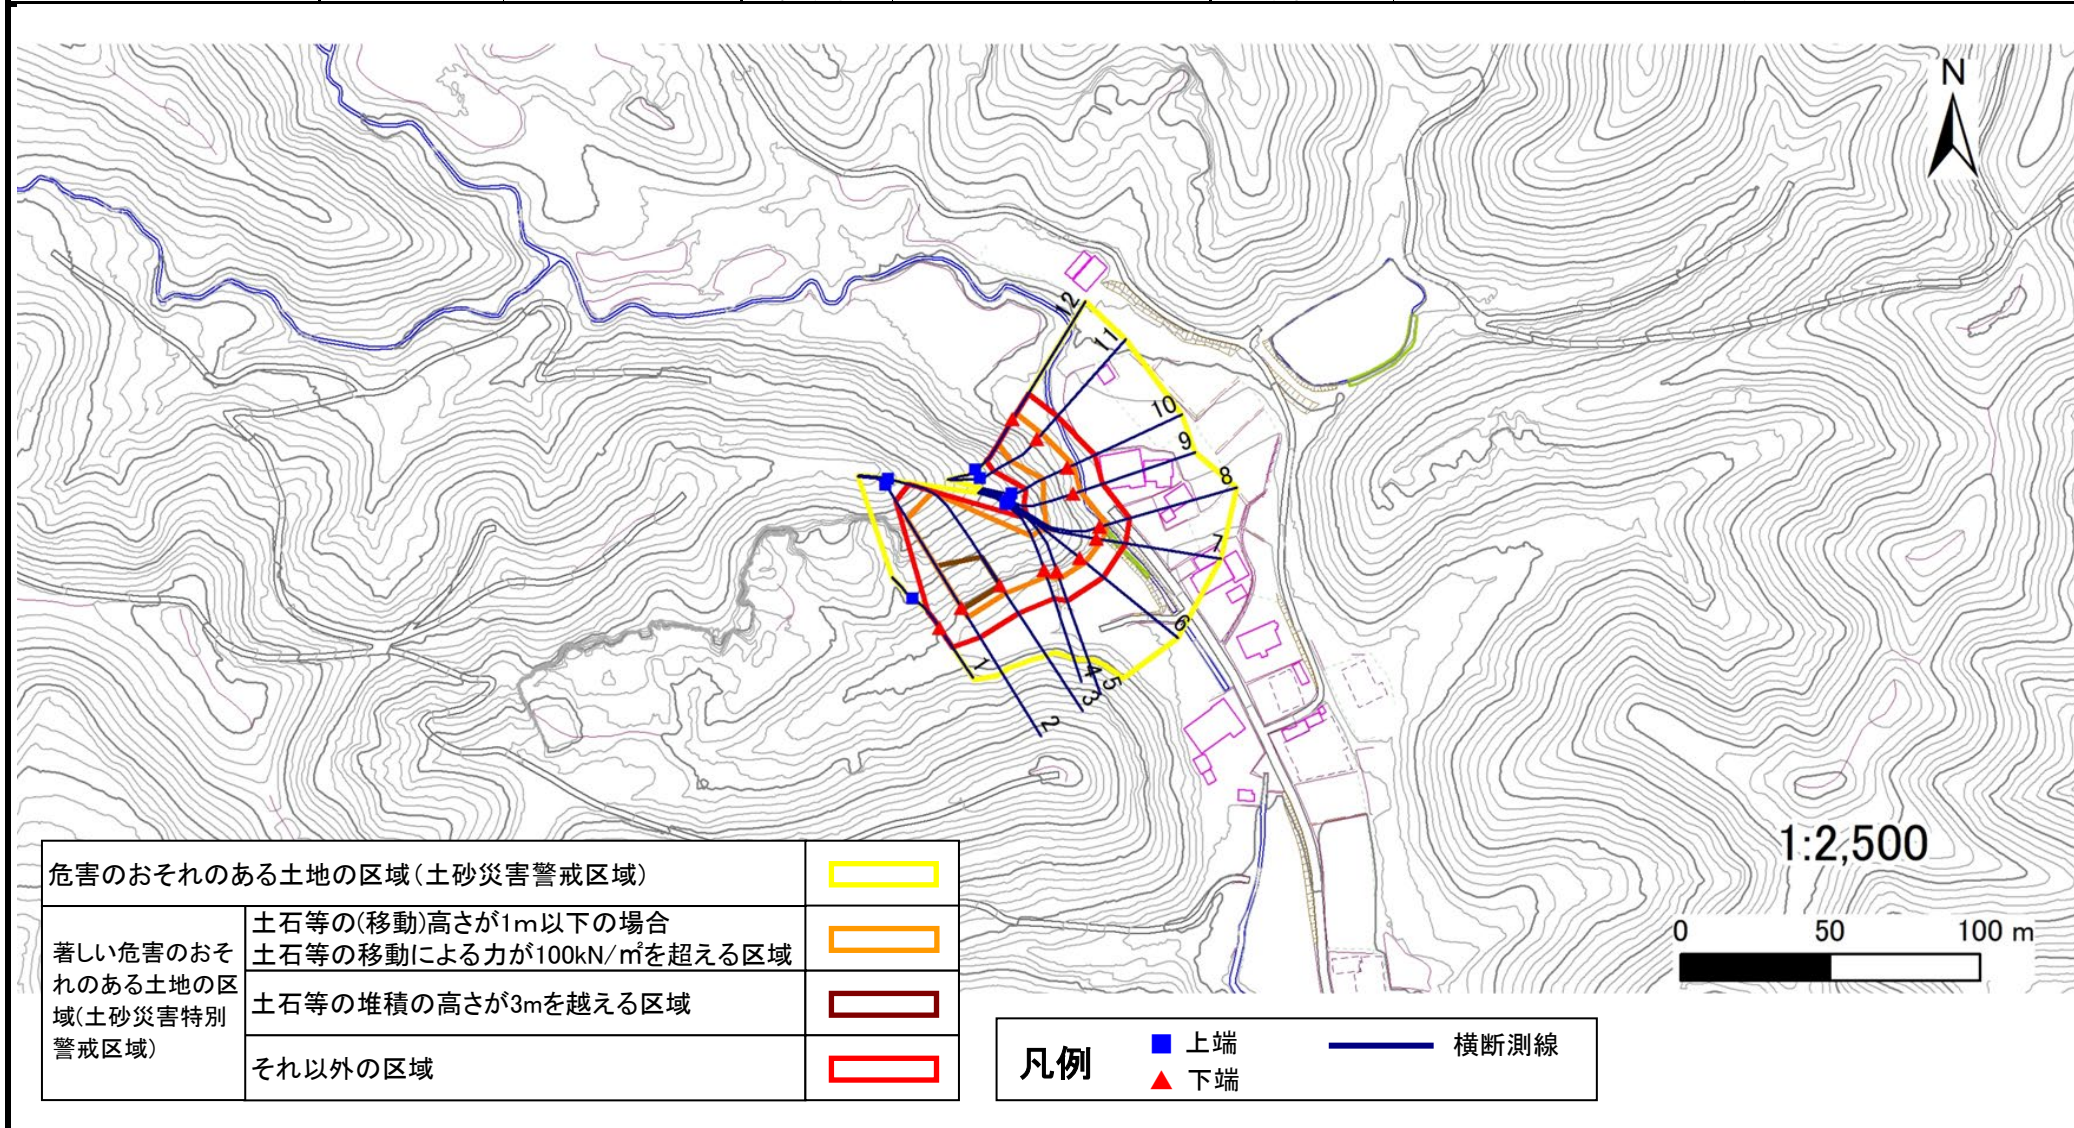 N
12
11
10
9
8
7
6
5
4
3
2
1
1:2,500
0 50 100 m
危害のおそれのある土地の区域(土砂災害警戒区域)
著しい危害のおそ
れのある土地の区
域(土砂災害特別
警戒区域)
土石等の(移動)高さが1m以下の場合
土石等の移動による力が100kN/㎡を超える区域
土石等の堆積の高さが3mを越える区域
それ以外の区域
凡例
上端
下端
横断測線